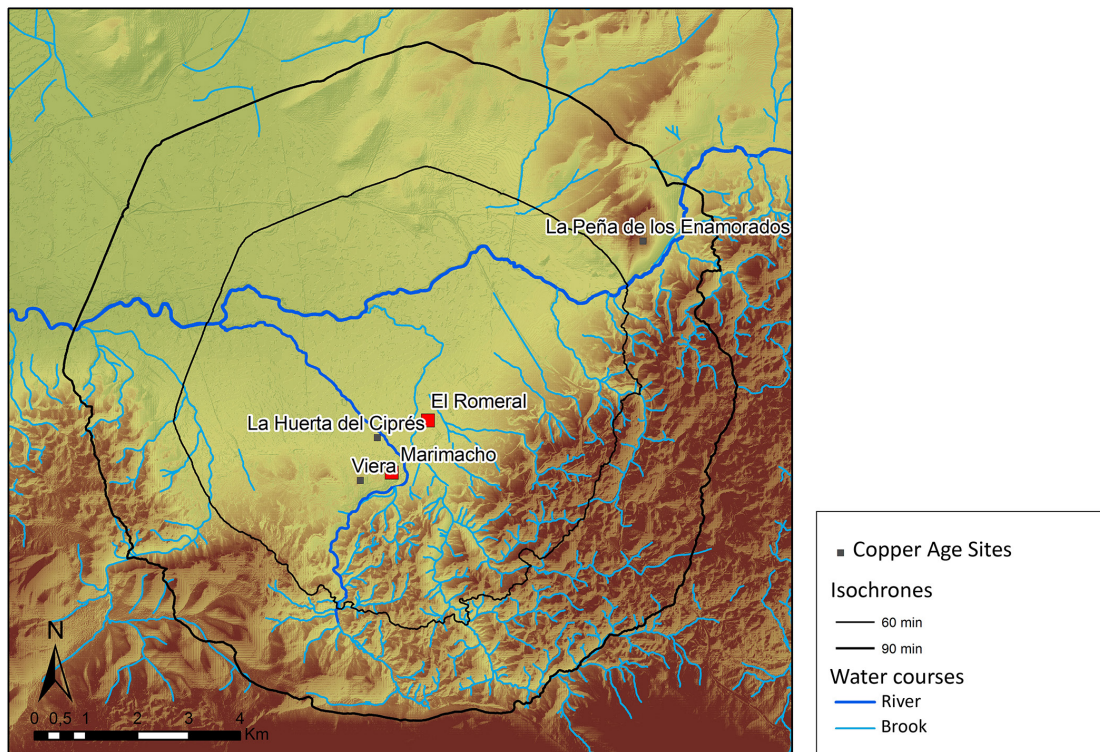 La Peña de los Enamorados
El Romeral
La Huerta del Ciprés
Marimacho
Viera
N
0 0,5 1 2 3 4
Km
Copper Age Sites
Isochrones
60 min
90 min
Water courses
River
Brook